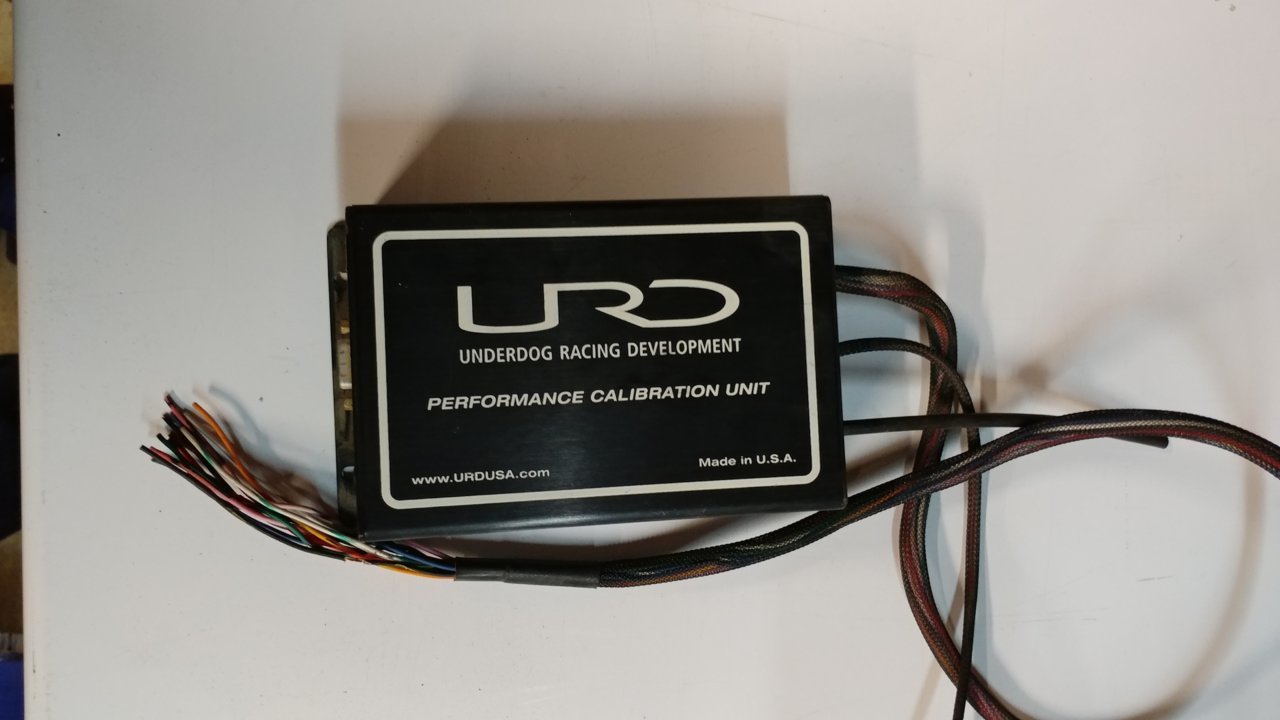 URD
UNDERDOG RACING DEVELOPMENT
PERFORMANCE CALIBRATION UNIT
Made in U.S.A.
www.URDUSA.com